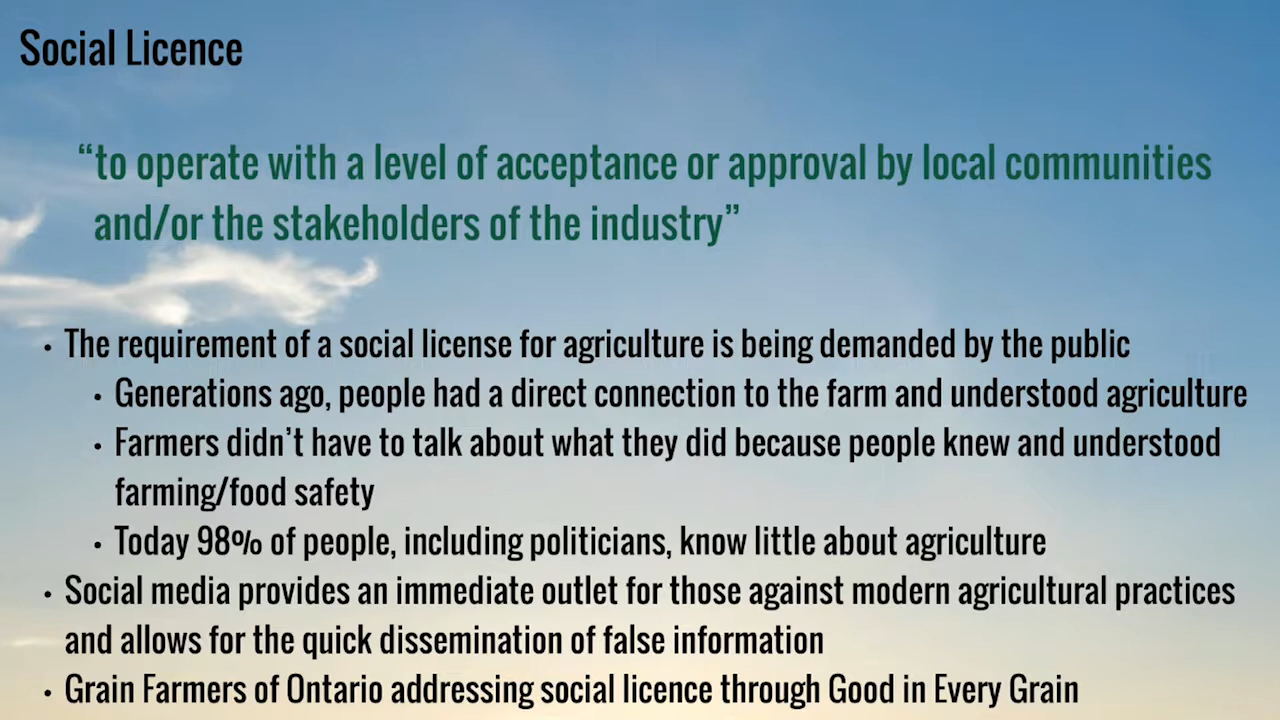 Social Licence
“to operate with a level of acceptance or approval by local communities
and/or the stakeholders of the industry”
• The requirement of a social license for agriculture is being demanded by the public
• Generations ago, people had a direct connection to the farm and understood agriculture
• Farmers didn’t have to talk about what they did because people knew and understood
farming/food safety
• Today 98% of people, including politicians, know little about agriculture
• Social media provides an immediate outlet for those against modern agricultural practices
and allows for the quick dissemination of false information
• Grain Farmers of Ontario addressing social licence through Good in Every Grain